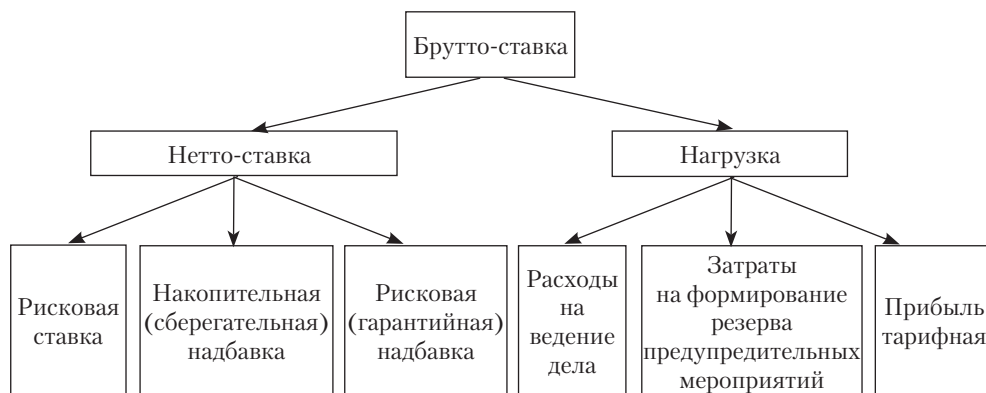 Брутто-ставка
Нетто-ставка
Нагрузка
Рисковая
ставка
Накопительная
(сберегательная)
надбавка
Рисковая
(гарантийная)
надбавка
Расходы
на
ведение
дела
Затраты
на формирование
резерва
предупредительных
мероприятий
Прибыль
тарифная